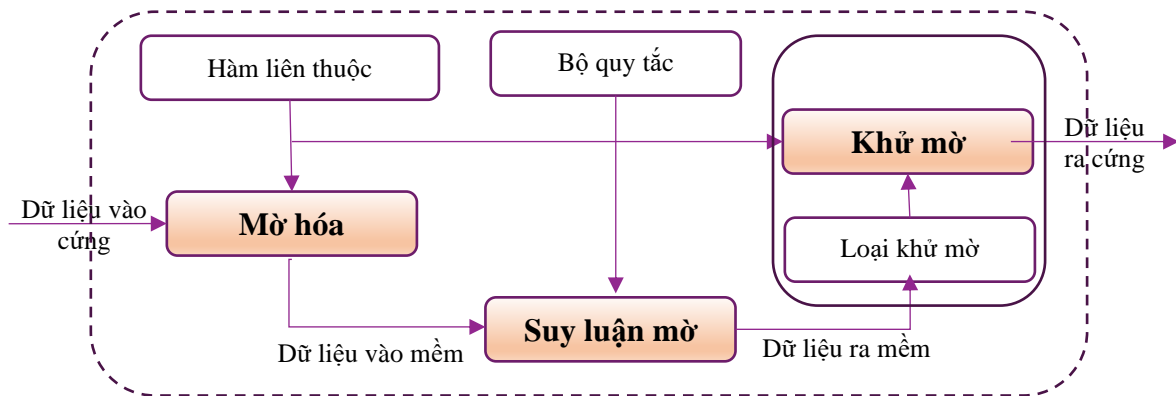 Hàm liên thuộc
Bộ quy tắc
Khử mờ
Dữ liệu
ra cứng
Dữ liệu vào
cứng
Mờ hóa
Loại khử mờ
Suy luận mờ
Dữ liệu vào mềm
Dữ liệu ra mềm